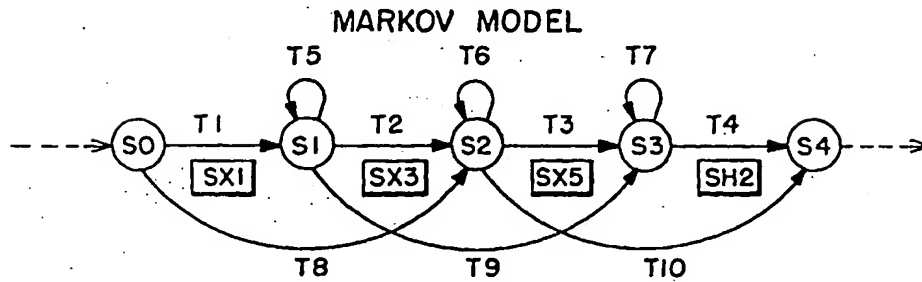 MARKOV MODEL
T5 T6 T7
S0 T1 S1 T2 S2 T3 S3 T4 S4
SX1 SX3 SX5 SH2
T8 T9 T10